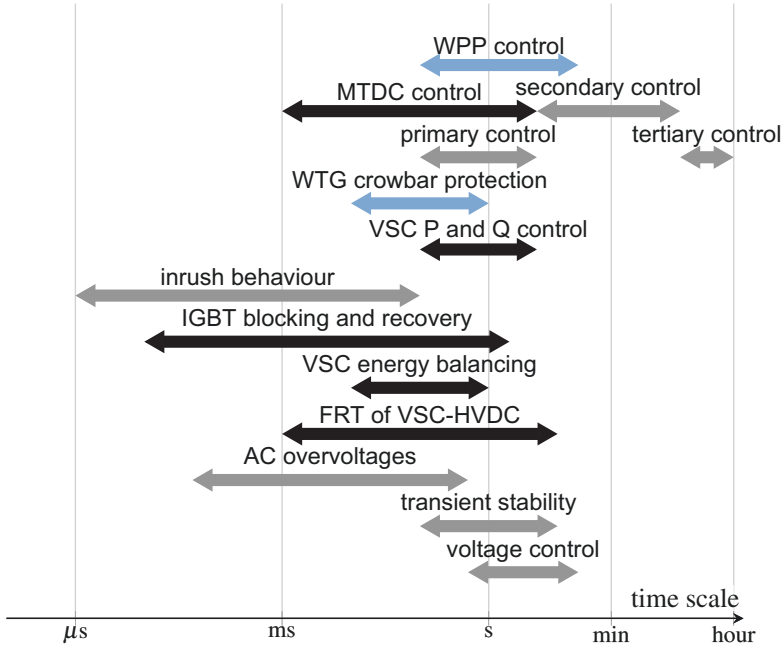 WPP control
MTDC control
secondary control
primary control
tertiary control
WTG crowbar protection
VSC P and Q control
inrush behaviour
IGBT blocking and recovery
VSC energy balancing
FRT of VSC-HVDC
AC overvoltages
transient stability
voltage control
time scale
μs ms s min hour